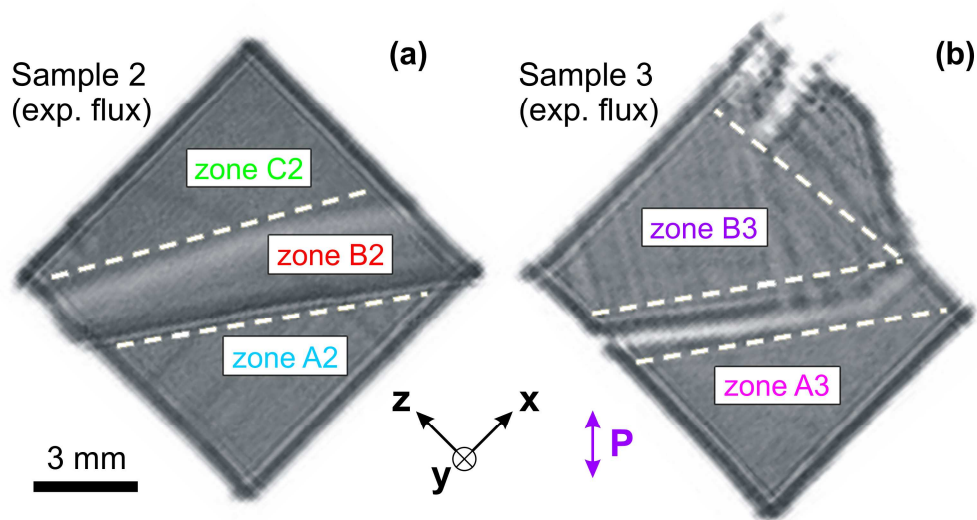 (a)
Sample 2
(exp. flux)
zone C2
zone B2
zone A2
3 mm
(b)
Sample 3
(exp. flux)
zone B3
zone A3
z
x
y
P